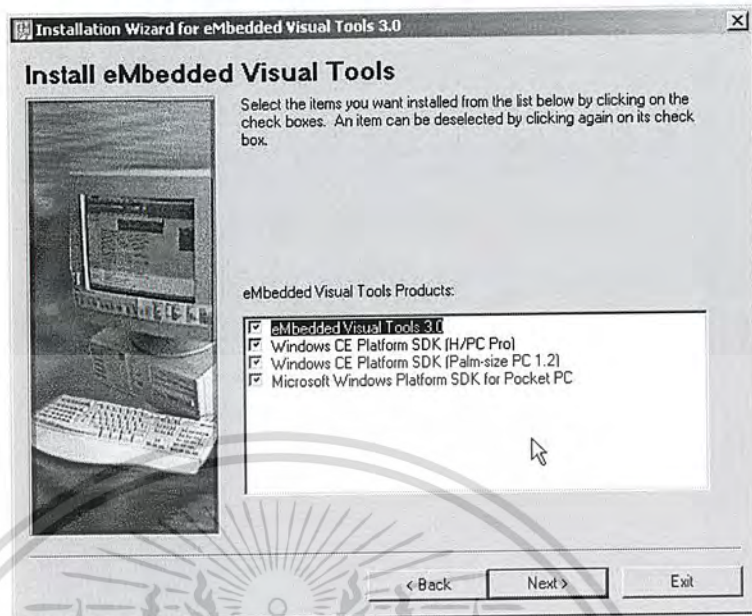 Installation Wizard for eMbedded Visual Tools 3.0
Install eMbedded Visual Tools
Select the items you want installed from the list below by clicking on the
check boxes. An item can be deselected by clicking again on its check
box.
eMbedded Visual Tools Products:
eMbedded Visual Tools 3.0
Windows CE Platform SDK (H/PC Pro)
Windows CE Platform SDK (Palm-size PC 1.2)
Microsoft Windows Platform SDK for Pocket PC
< Back
Next >
Exit